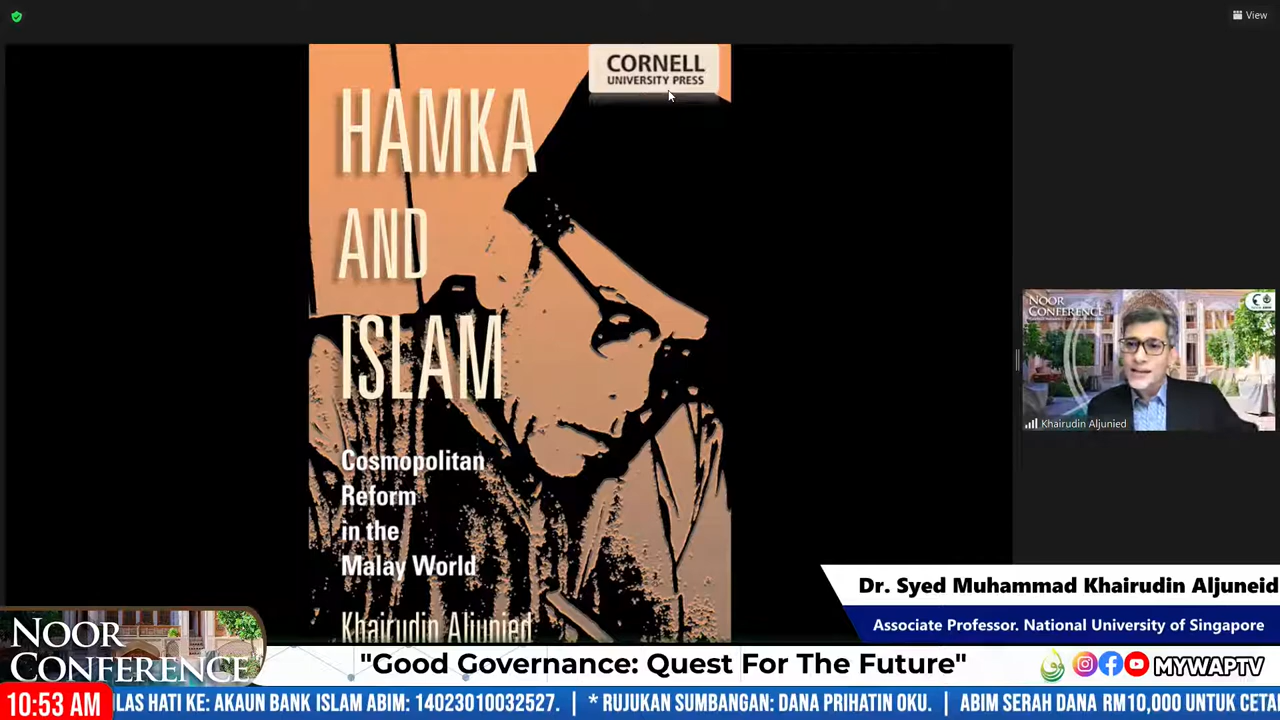 View
CORNELL
UNIVERSITY PRESS
HAMKA
AND
ISLAM
Cosmopolitan
Reform
in the
Malay World
Khairudin Aljunied
NOOR
CONFERENCE
Khairudin Aljunied
Dr. Syed Muhammad Khairudin Aljuneid
Associate Professor. National University of Singapore
NOOR
CONFERENCE
"Good Governance: Quest For The Future"
MYWAPTV
10:53 AM
ULAS HATI KE: AKAUN BANK ISLAM ABIM: 14023010032527. | * RUJUKAN SUMBANGAN: DANA PRIHATIN OKU. | ABIM SERAH DANA RM10,000 UNTUK CETA